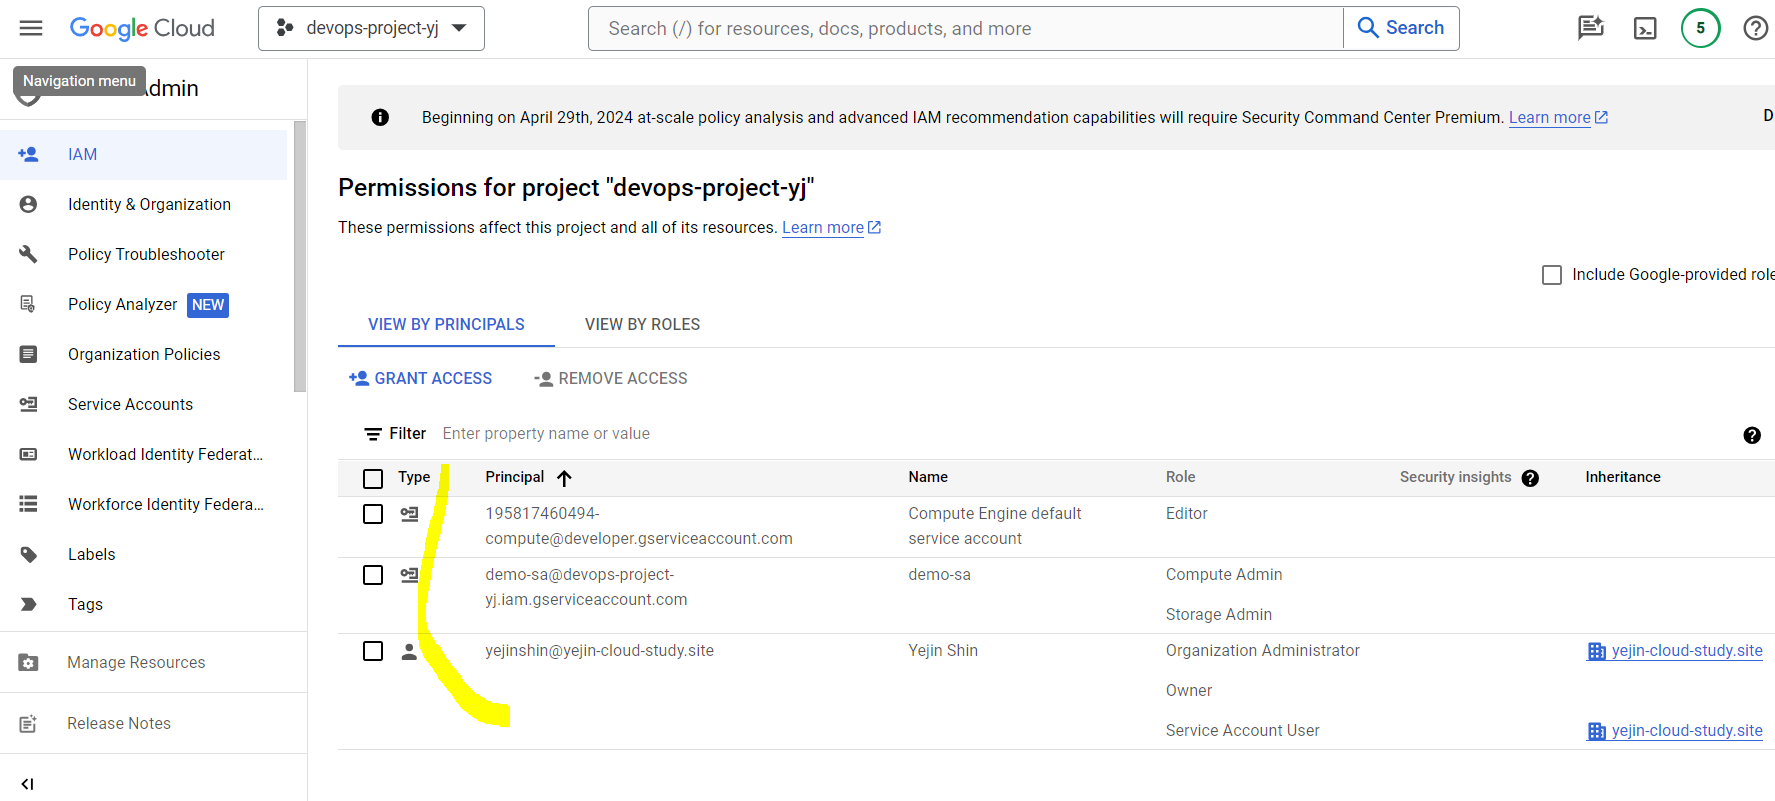 Google Cloud
devops-project-yj
Search (/) for resources, docs, products, and more
Search
5
Navigation menu
Admin
IAM
Identity & Organization
Policy Troubleshooter
Policy Analyzer NEW
Organization Policies
Service Accounts
Workload Identity Federat...
Workforce Identity Federa...
Labels
Tags
Manage Resources
Release Notes
Beginning on April 29th, 2024 at-scale policy analysis and advanced IAM recommendation capabilities will require Security Command Center Premium. Learn more
D
Permissions for project "devops-project-yj"
These permissions affect this project and all of its resources. Learn more
Include Google-provided role
VIEW BY PRINCIPALS
VIEW BY ROLES
GRANT ACCESS
REMOVE ACCESS
Filter Enter property name or value
Type Principal Name Role Security insights Inheritance
195817460494-
compute@developer.gserviceaccount.com
Compute Engine default
service account
Editor
demo-sa@devops-project-
yj.iam.gserviceaccount.com
demo-sa
Compute Admin
Storage Admin
yejinshin@yejin-cloud-study.site
Yejin Shin
Organization Administrator
yejin-cloud-study.site
Owner
Service Account User
yejin-cloud-study.site